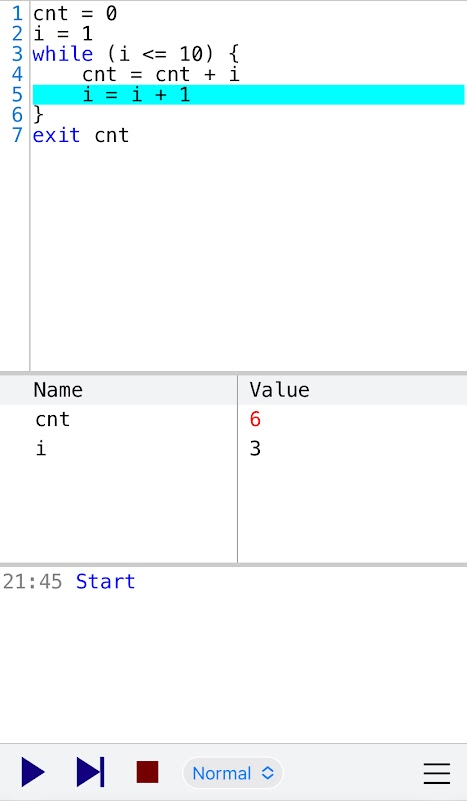 1 cnt = 0
2 i = 1
3 while (i <= 10) {
4     cnt = cnt + i
5     i = i + 1
6 }
7 exit cnt
Name Value
cnt 6
i 3
21:45 Start
Normal